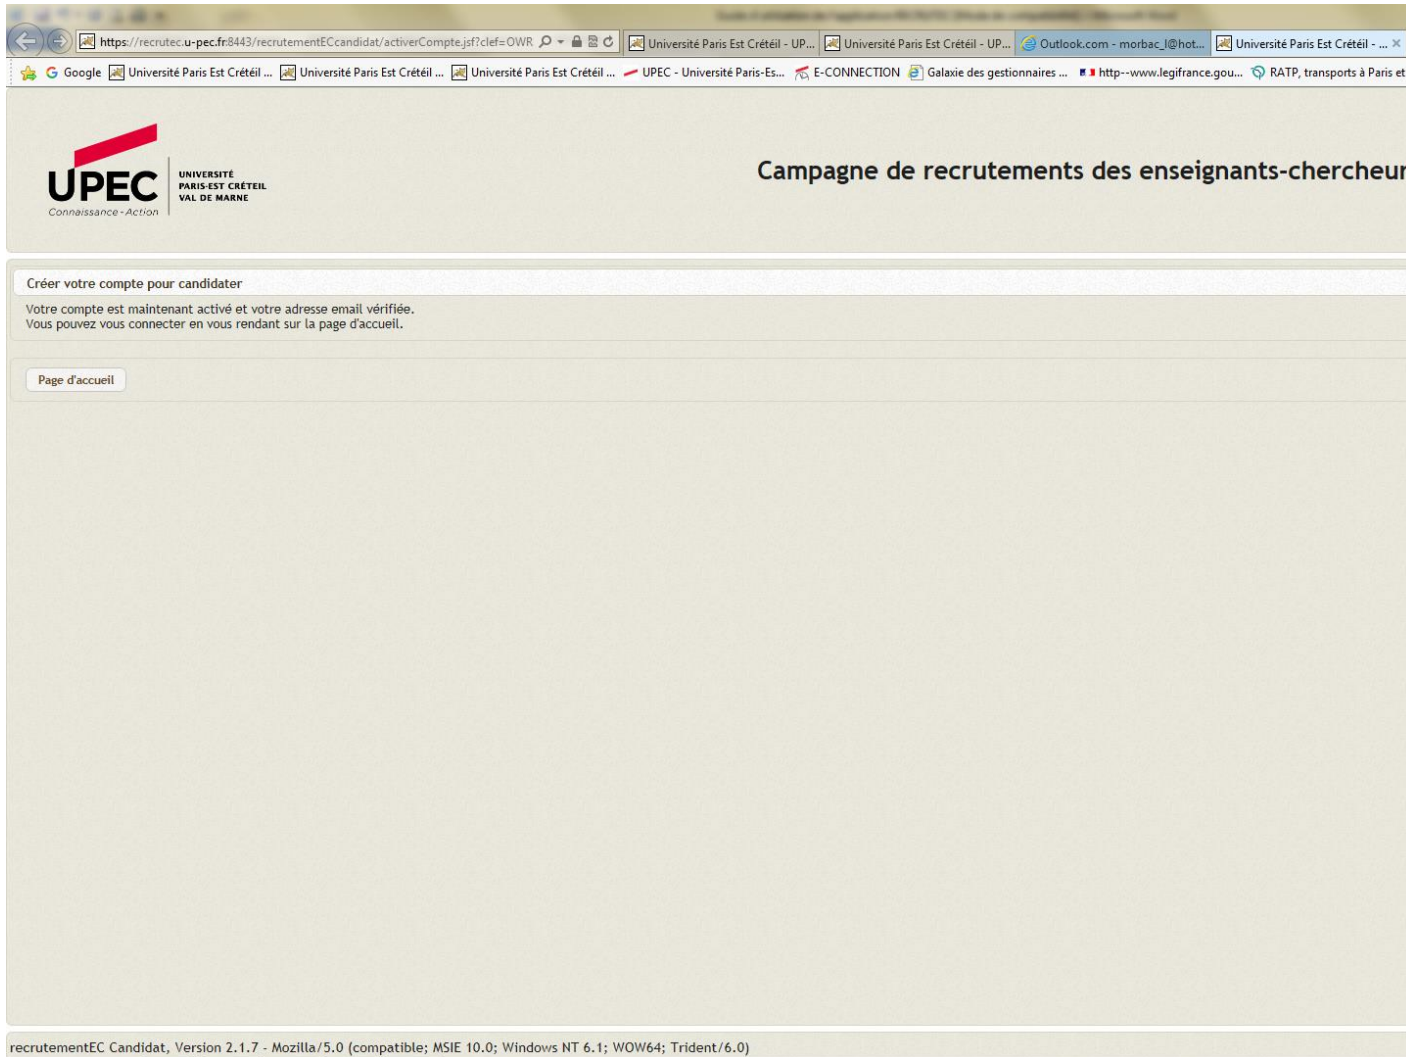 https://recrutec.u-pec.fr:8443/recrutementECcandidat/activerCompte.jsf?clef=OWR
Université Paris Est Crétéil - UP...
Université Paris Est Crétéil - UP...
Outlook.com - morbac_l@hot...
Université Paris Est Crétéil - ...
Google
Université Paris Est Crétéil ...
Université Paris Est Crétéil ...
Université Paris Est Crétéil ...
UPEC - Université Paris-Es...
E-CONNECTION
Galaxie des gestionnaires ...
http--www.legifrance.gou...
RATP, transports à Paris et
UPEC
Connaissance - Action
UNIVERSITÉ
PARIS-EST CRÉTEIL
VAL DE MARNE
Campagne de recrutements des enseignants-chercheur
Créer votre compte pour candidater
Votre compte est maintenant activé et votre adresse email vérifiée.
Vous pouvez vous connecter en vous rendant sur la page d'accueil.
Page d'accueil
recrutementEC Candidat, Version 2.1.7 - Mozilla/5.0 (compatible; MSIE 10.0; Windows NT 6.1; WOW64; Trident/6.0)